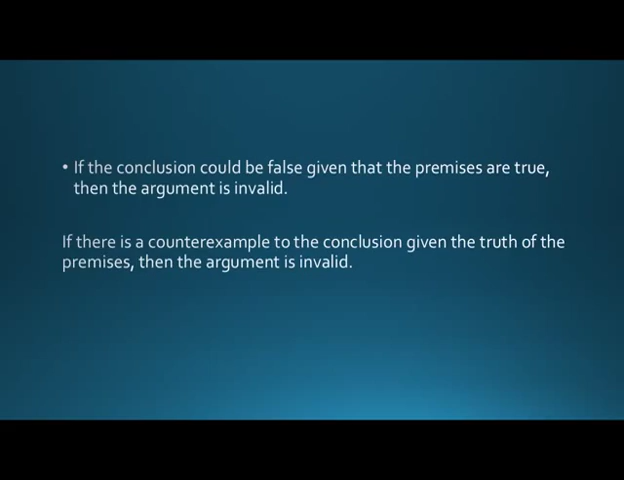 • If the conclusion could be false given that the premises are true,
then the argument is invalid.
If there is a counterexample to the conclusion given the truth of the
premises, then the argument is invalid.